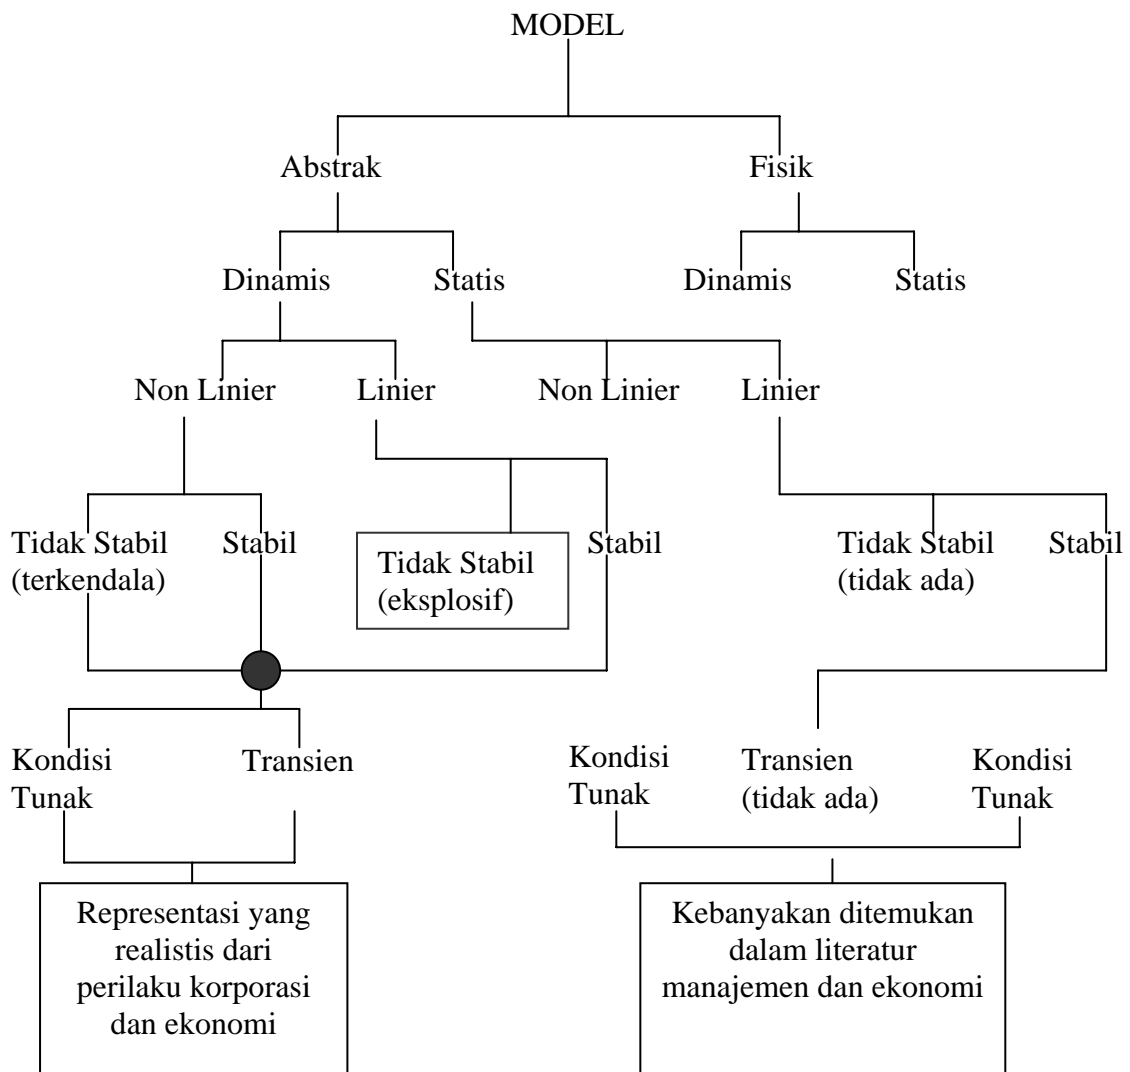 MODEL
Abstrak
Fisik
Dinamis
Statis
Dinamis
Statis
Non Linier
Linier
Non Linier
Linier
Tidak Stabil
(terkendala)
Stabil
Tidak Stabil
(eksplosif)
Stabil
Tidak Stabil
(tidak ada)
Stabil
Kondisi
Tunak
Transien
Kondisi
Tunak
Transien
(tidak ada)
Kondisi
Tunak
Representasi yang
realistis dari
perilaku korporasi
dan ekonomi
Kebanyakan ditemukan
dalam literatur
manajemen dan ekonomi